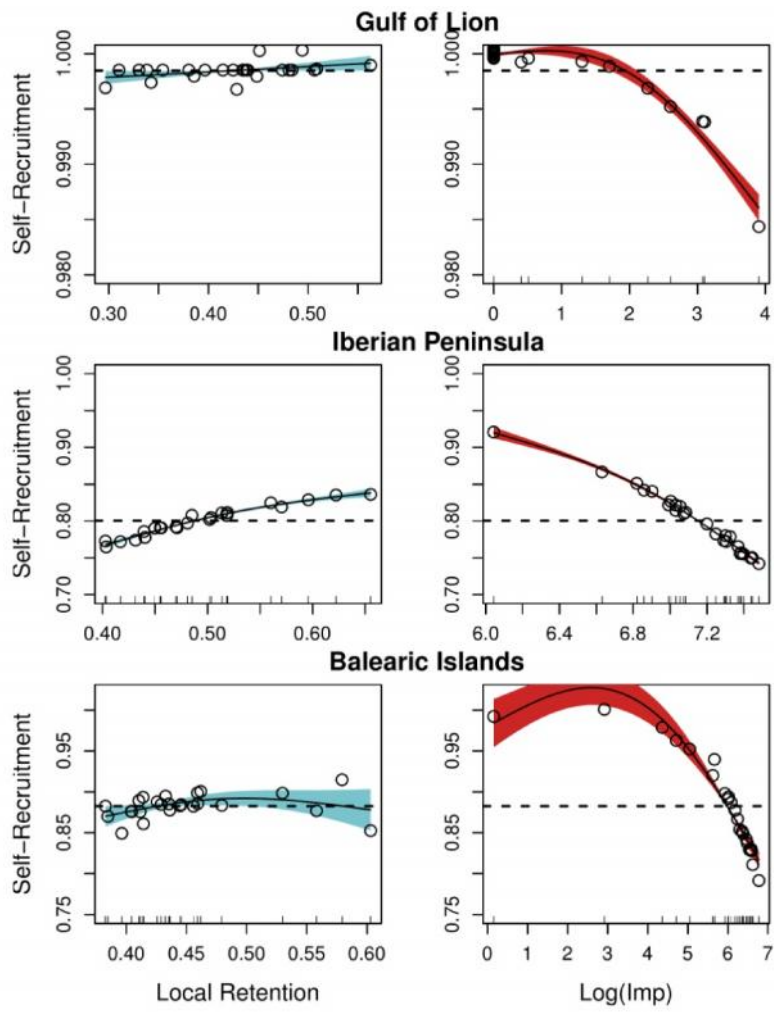 Gulf of Lion
Self-Recruitment
1.000
0.990
0.980
0.30 0.40 0.50
1.000
0.990
0.980
0 1 2 3 4
Iberian Peninsula
Self-Rrecruitment
1.00
0.90
0.80
0.70
0.40 0.50 0.60
1.00
0.90
0.80
0.70
6.0 6.4 6.8 7.2
Balearic Islands
Self-Recruitment
0.95
0.85
0.75
0.40 0.45 0.50 0.55 0.60
Local Retention
0.95
0.85
0.75
0 1 2 3 4 5 6 7
Log(Imp)